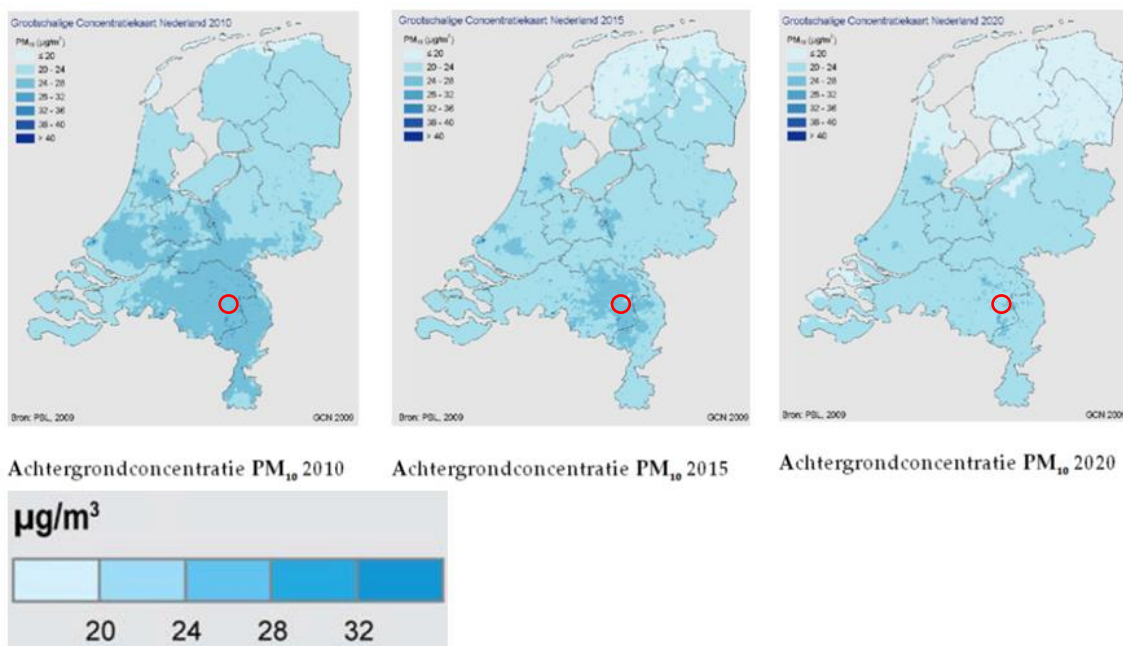 Grootschalige Concentratiekaart Nederland 2010
PM₁₀ (µg/m³)
≤ 20
20 - 24
24 - 28
28 - 32
32 - 36
36 - 40
> 40
Bron: PBL, 2009
GCN 2009
Grootschalige Concentratiekaart Nederland 2015
PM₁₀ (µg/m³)
≤ 20
20 - 24
24 - 28
28 - 32
32 - 36
36 - 40
> 40
Bron: PBL, 2009
GCN 2009
Grootschalige Concentratiekaart Nederland 2020
PM₁₀ (µg/m³)
≤ 20
20 - 24
24 - 28
28 - 32
32 - 36
36 - 40
> 40
Bron: PBL, 2009
GCN 2009
Achtergrondconcentratie PM₁₀ 2010
Achtergrondconcentratie PM₁₀ 2015
Achtergrondconcentratie PM₁₀ 2020
µg/m³
20 24 28 32